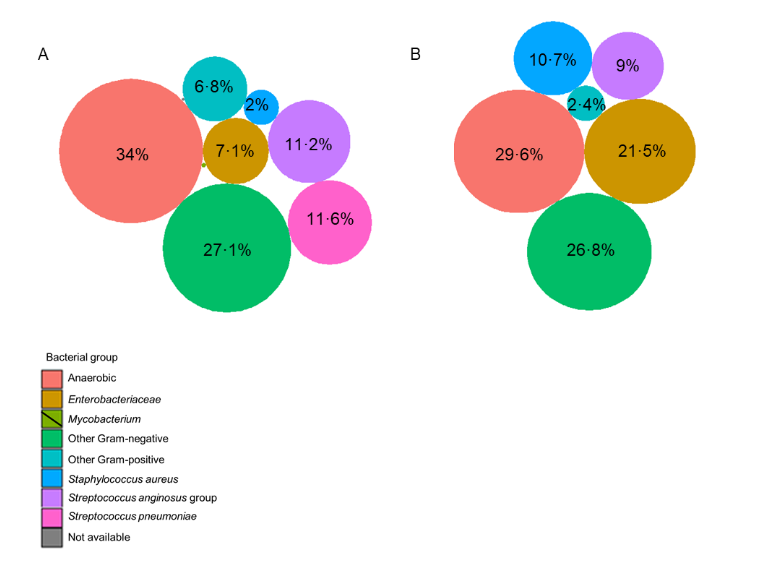 A
B
6·8%
2%
34%
7·1%
11·2%
11·6%
27·1%
10·7%
9%
2·4%
29·6%
21·5%
26·8%
Bacterial group
Anaerobic
Enterobacteriaceae
Mycobacterium
Other Gram-negative
Other Gram-positive
Staphylococcus aureus
Streptococcus anginosus group
Streptococcus pneumoniae
Not available